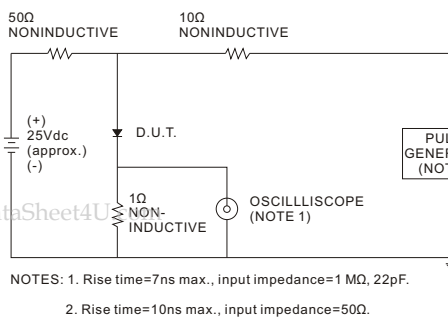 50Ω
NONINDUCTIVE
10Ω
NONINDUCTIVE
(+)
25Vdc
(approx.)
(-)
D.U.T.
1Ω
NON-
INDUCTIVE
OSCILLLISCOPE
(NOTE 1)
taSheet4U
NOTES: 1. Rise time=7ns max., input impedance=1 MΩ, 22pF.
2. Rise time=10ns max., input impedance=50Ω.